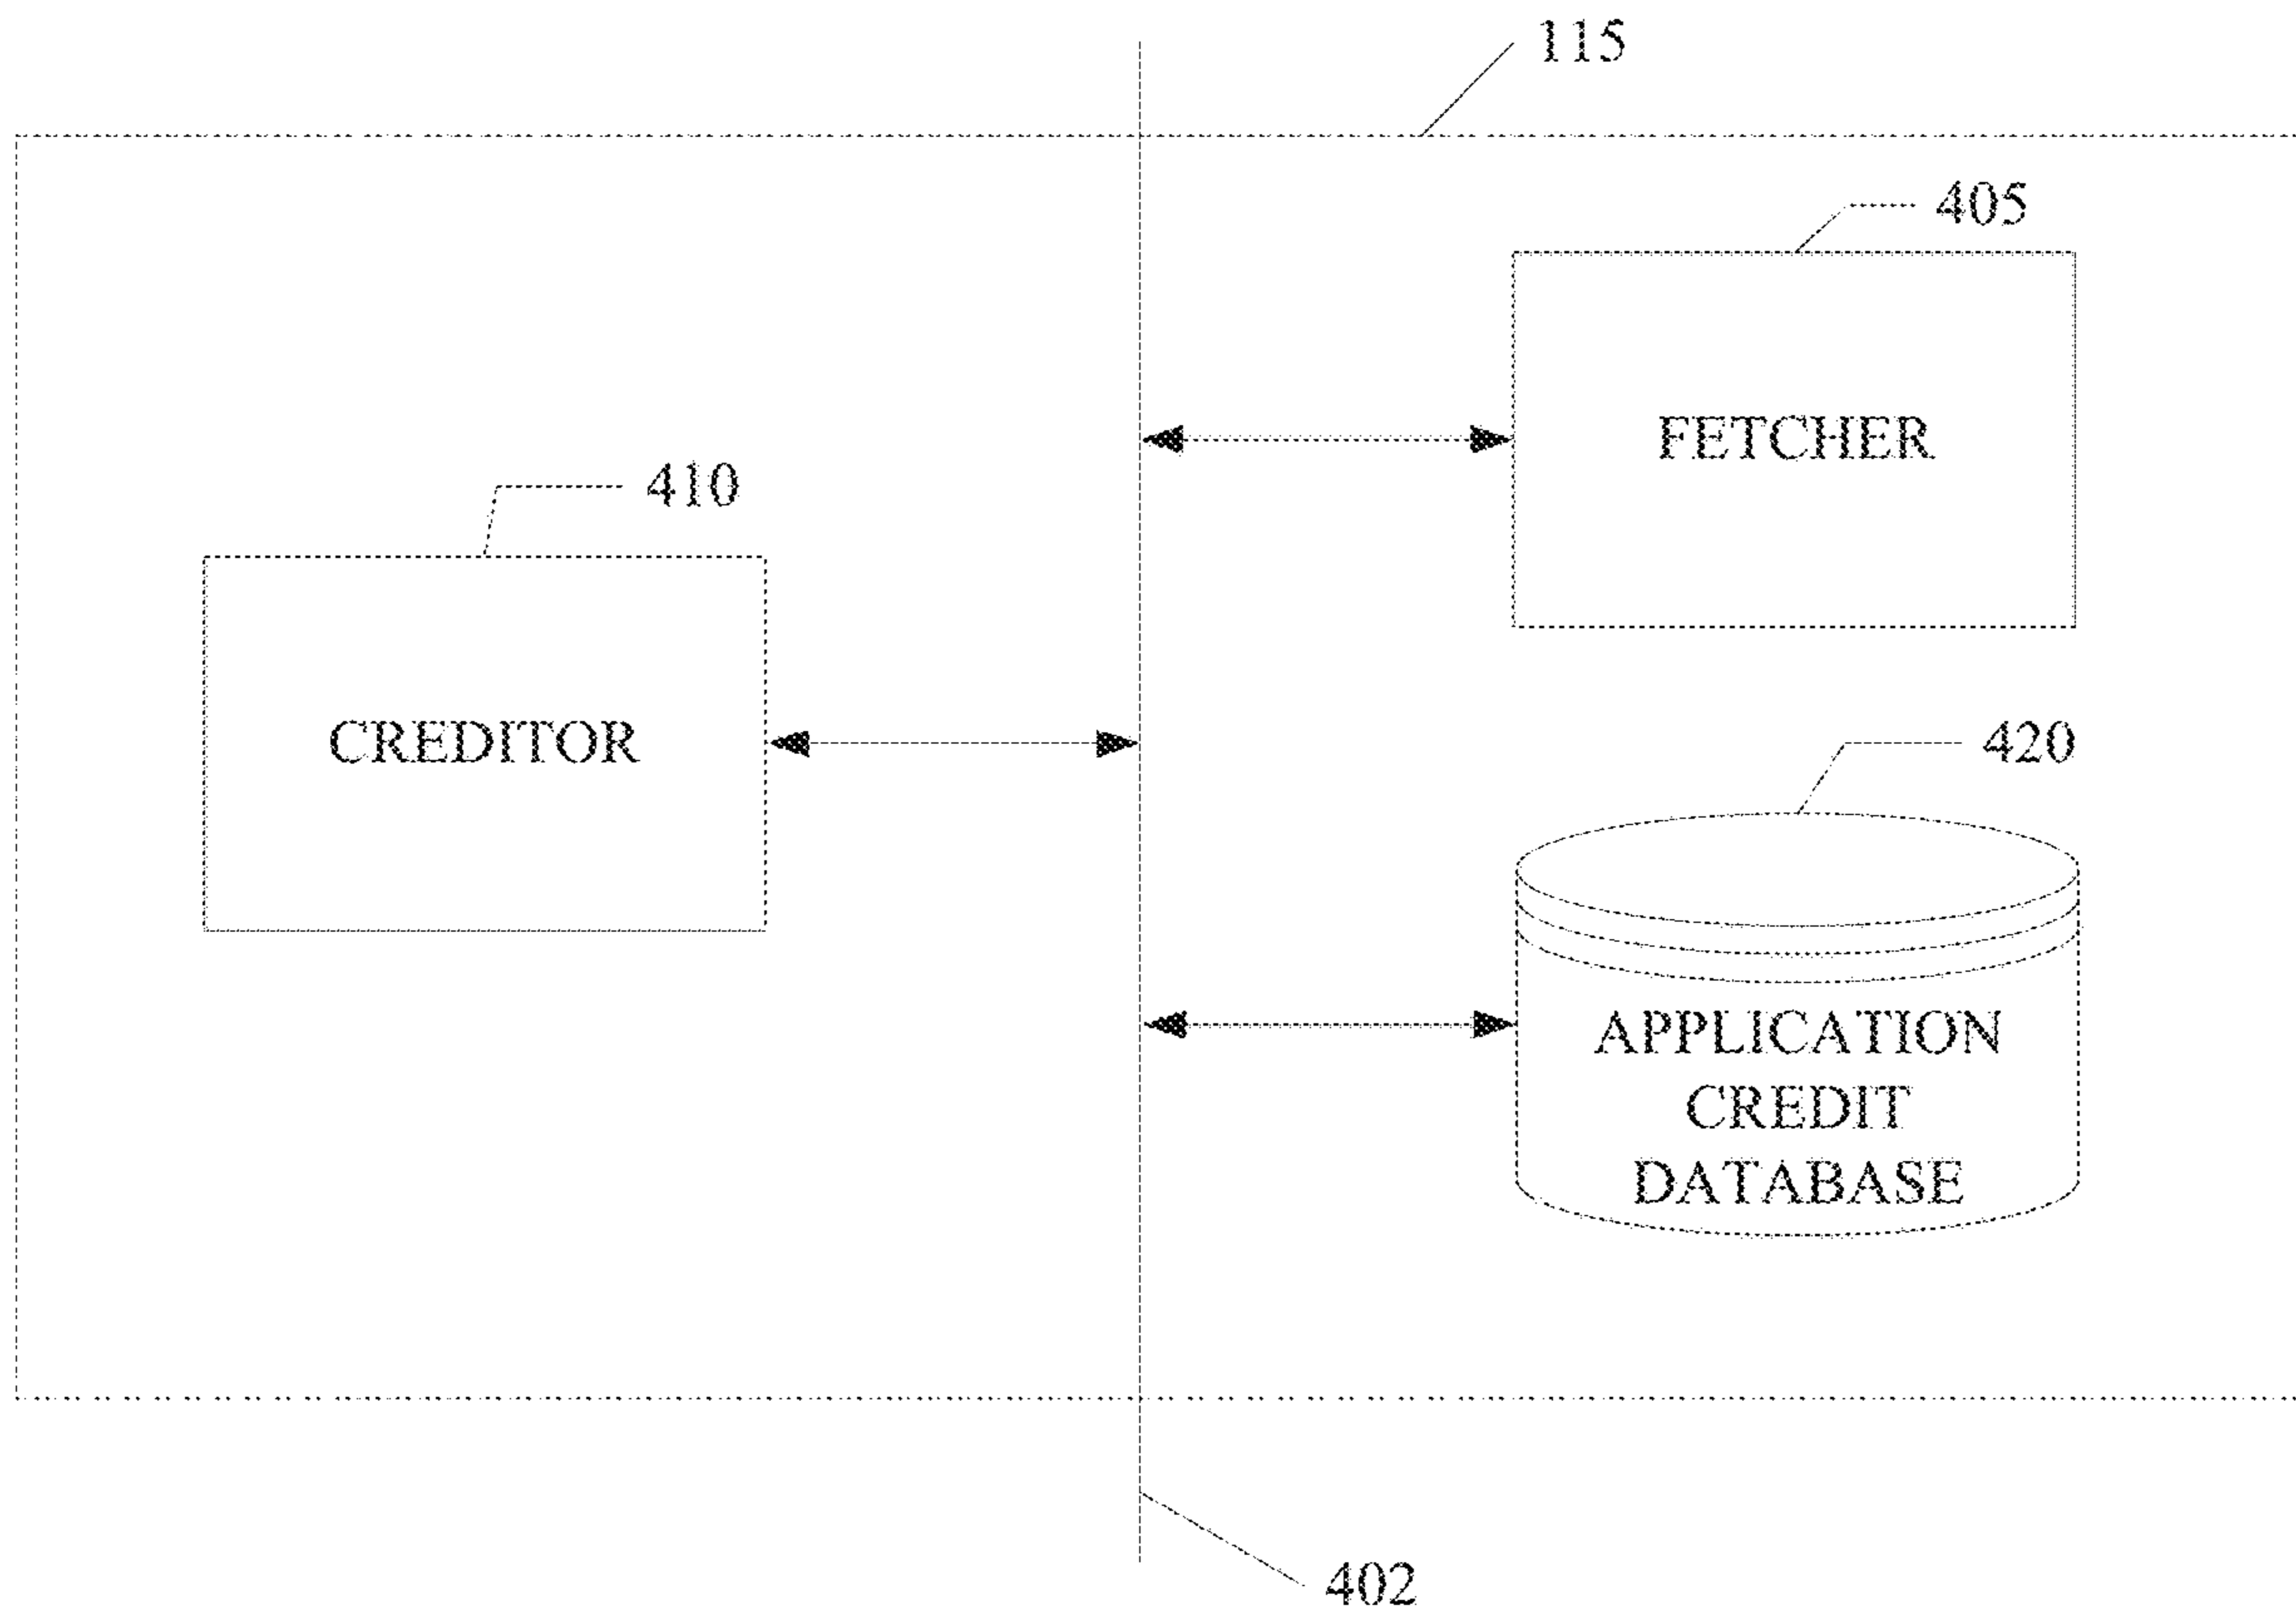 115
405
FETCHER
410
CREDITOR
420
APPLICATION
CREDIT
DATABASE
402